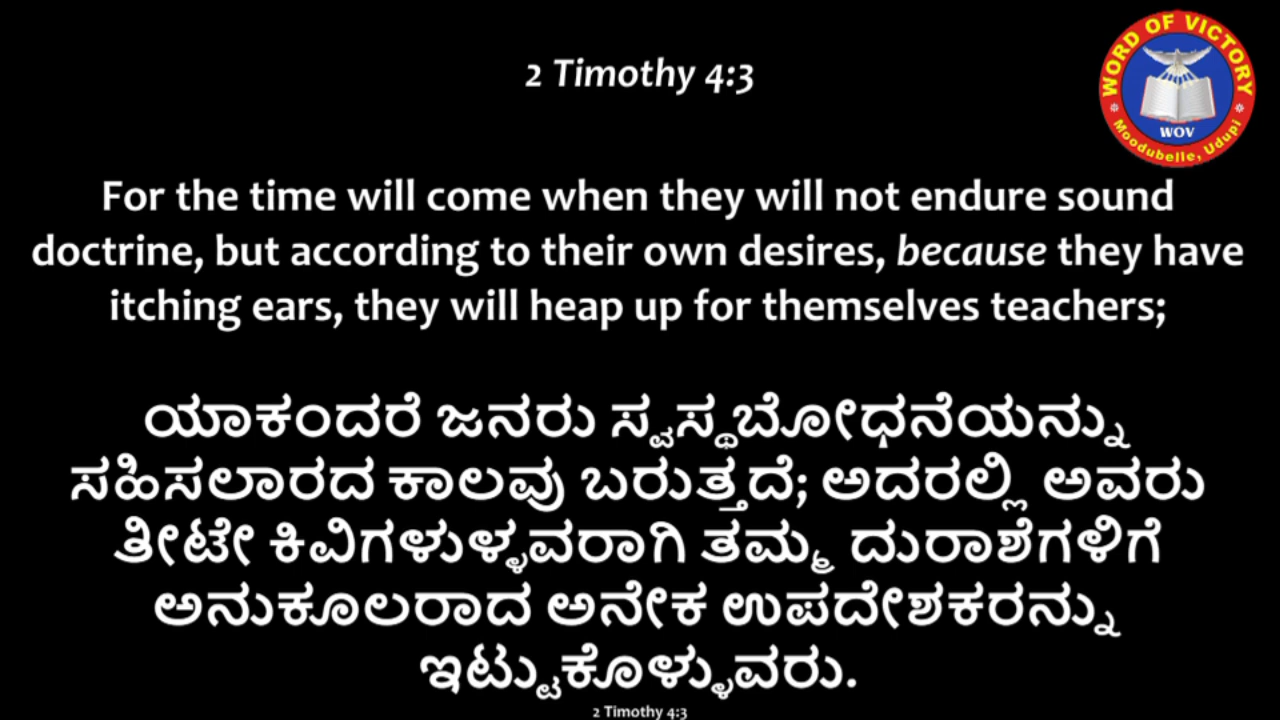 WORD OF VICTORY
WOV
Moodubelle, Udupi
2 Timothy 4:3
For the time will come when they will not endure sound
doctrine, but according to their own desires, because they have
itching ears, they will heap up for themselves teachers;
ಯಾಕಂದರೆ ಜನರು ಸ್ವಸ್ಥಬೋಧನೆಯನ್ನು
ಸಹಿಸಲಾರದ ಕಾಲವು ಬರುತ್ತದೆ; ಅದರಲ್ಲಿ ಅವರು
ತೀಟೇ ಕಿವಿಗಳುಳ್ಳವರಾಗಿ ತಮ್ಮ ದುರಾಶೆಗಳಿಗೆ
ಅನುಕೂಲರಾದ ಅನೇಕ ಉಪದೇಶಕರನ್ನು
ಇಟ್ಟುಕೊಳ್ಳುವರು.
2 Timothy 4:3